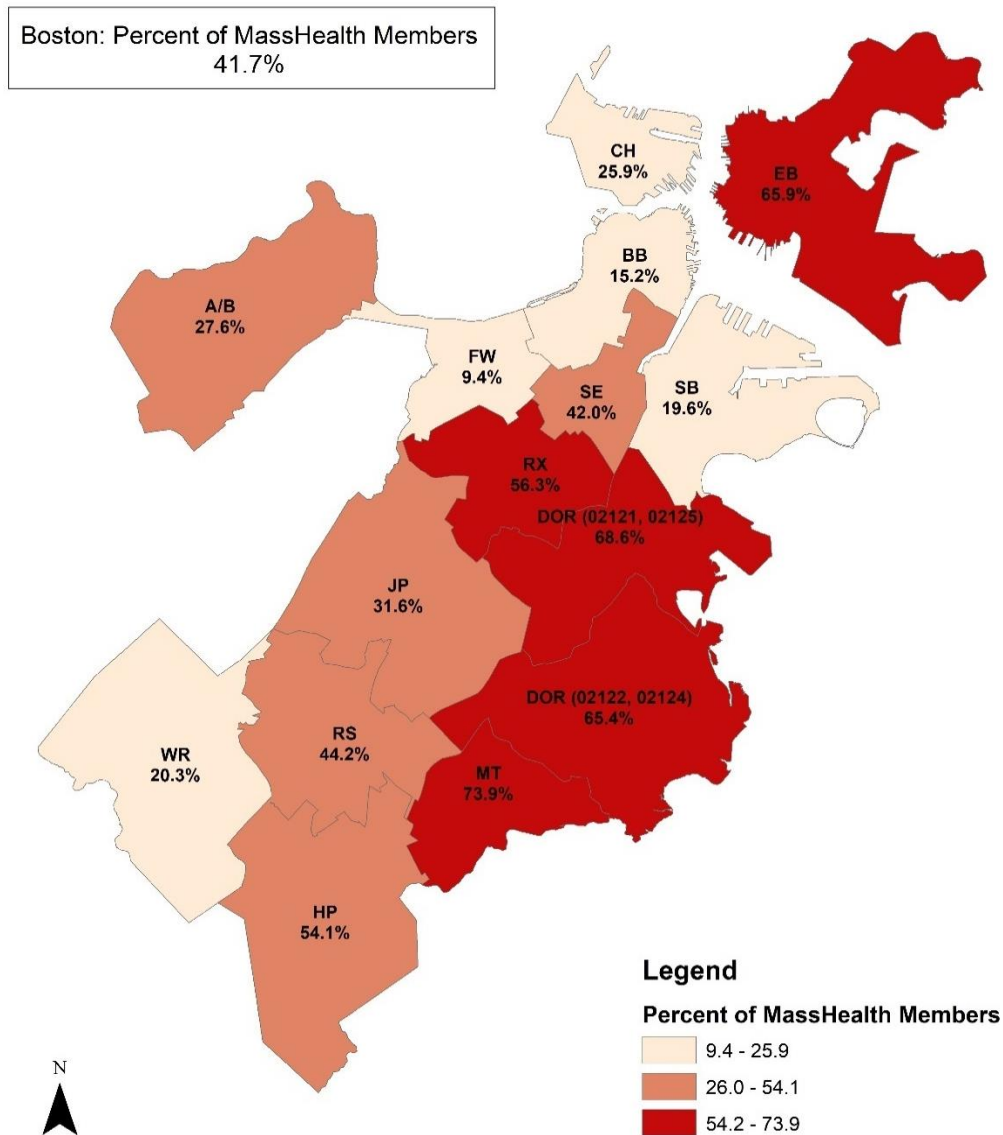 Boston: Percent of MassHealth Members
41.7%
CH
25.9%
EB
65.9%
BB
15.2%
A/B
27.6%
FW
9.4%
SE
42.0%
SB
19.6%
RX
56.3%
DOR (02121, 02125)
68.6%
JP
31.6%
DOR (02122, 02124)
65.4%
RS
44.2%
WR
20.3%
MT
73.9%
HP
54.1%
Legend
Percent of MassHealth Members
9.4 - 25.9
26.0 - 54.1
54.2 - 73.9
N